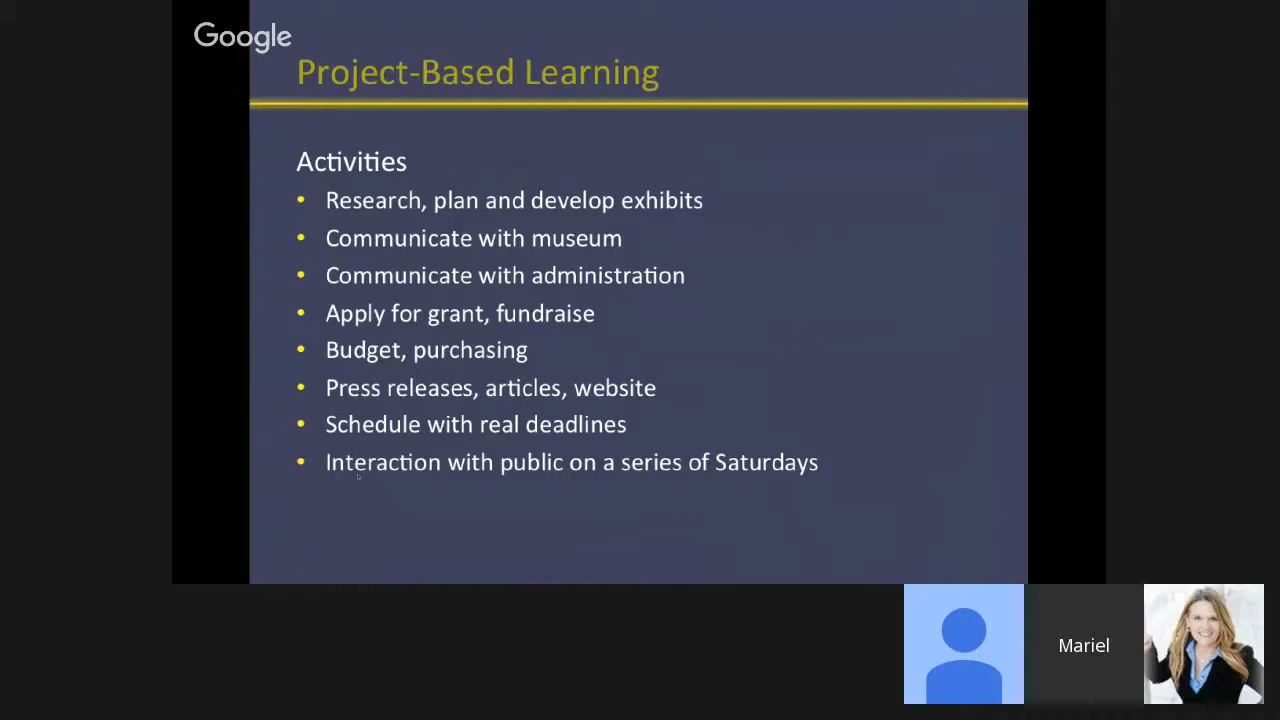 Google
Project-Based Learning
Activities
• Research, plan and develop exhibits
• Communicate with museum
• Communicate with administration
• Apply for grant, fundraise
• Budget, purchasing
• Press releases, articles, website
• Schedule with real deadlines
• Interaction with public on a series of Saturdays
Mariel